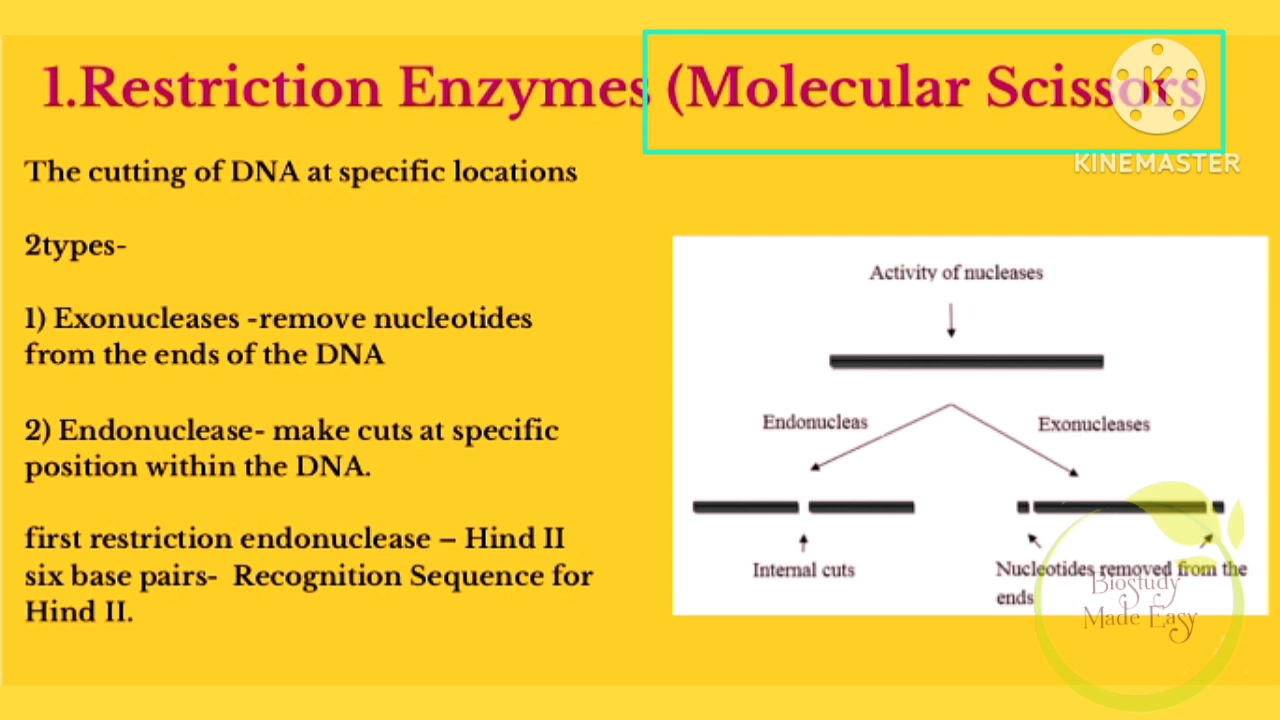 1.Restriction Enzymes (Molecular Scissors
KINEMASTER
The cutting of DNA at specific locations
2types-
1) Exonucleases -remove nucleotides
from the ends of the DNA
2) Endonuclease- make cuts at specific
position within the DNA.
first restriction endonuclease – Hind II
six base pairs- Recognition Sequence for
Hind II.
Activity of nucleases
Endonucleas
Exonucleases
Internal cuts
Nucleotides removed from the
ends
Biostudy
Made Easy